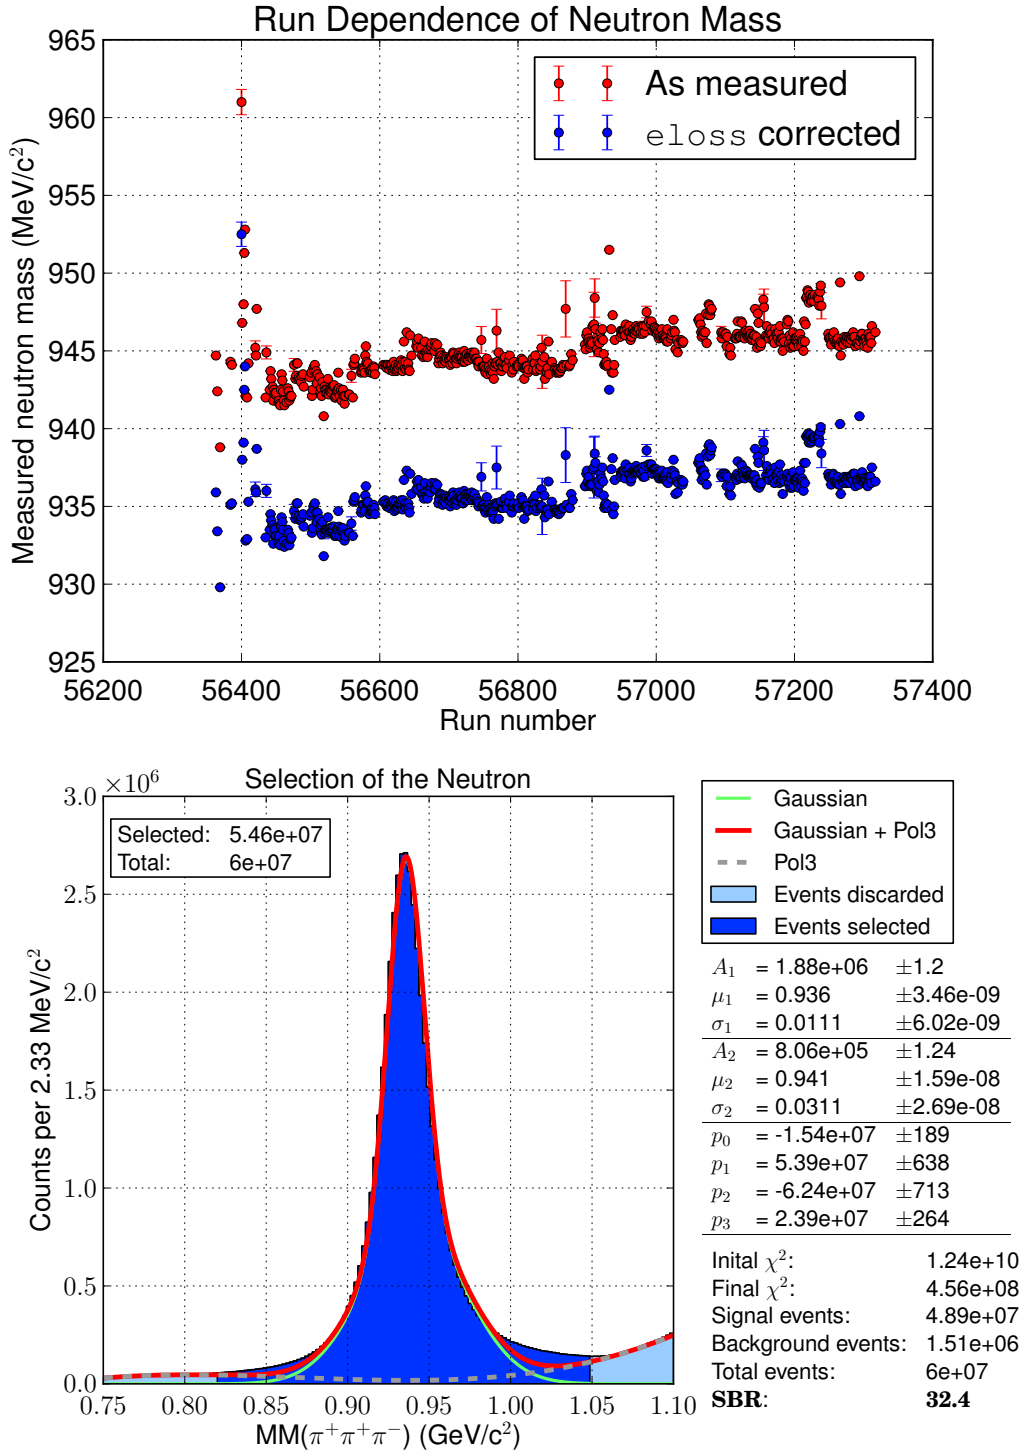 Run Dependence of Neutron Mass
965
960
955
950
945
940
935
930
925
Measured neutron mass (MeV/c²)
As measured
eloss corrected
56200 56400 56600 56800 57000 57200 57400
Run number
Selection of the Neutron
×10⁶
3.0
2.5
2.0
1.5
1.0
0.5
0.0
Counts per 2.33 MeV/c²
Selected: 5.46e+07
Total: 6e+07
0.75 0.80 0.85 0.90 0.95 1.00 1.05 1.10
MM(π⁺π⁺π⁻) (GeV/c²)
Gaussian
Gaussian + Pol3
Pol3
Events discarded
Events selected
A₁ = 1.88e+06 ±1.2
μ₁ = 0.936 ±3.46e-09
σ₁ = 0.0111 ±6.02e-09
A₂ = 8.06e+05 ±1.24
μ₂ = 0.941 ±1.59e-08
σ₂ = 0.0311 ±2.69e-08
p₀ = -1.54e+07 ±189
p₁ = 5.39e+07 ±638
p₂ = -6.24e+07 ±713
p₃ = 2.39e+07 ±264
Inital χ²: 1.24e+10
Final χ²: 4.56e+08
Signal events: 4.89e+07
Background events: 1.51e+06
Total events: 6e+07
SBR: 32.4